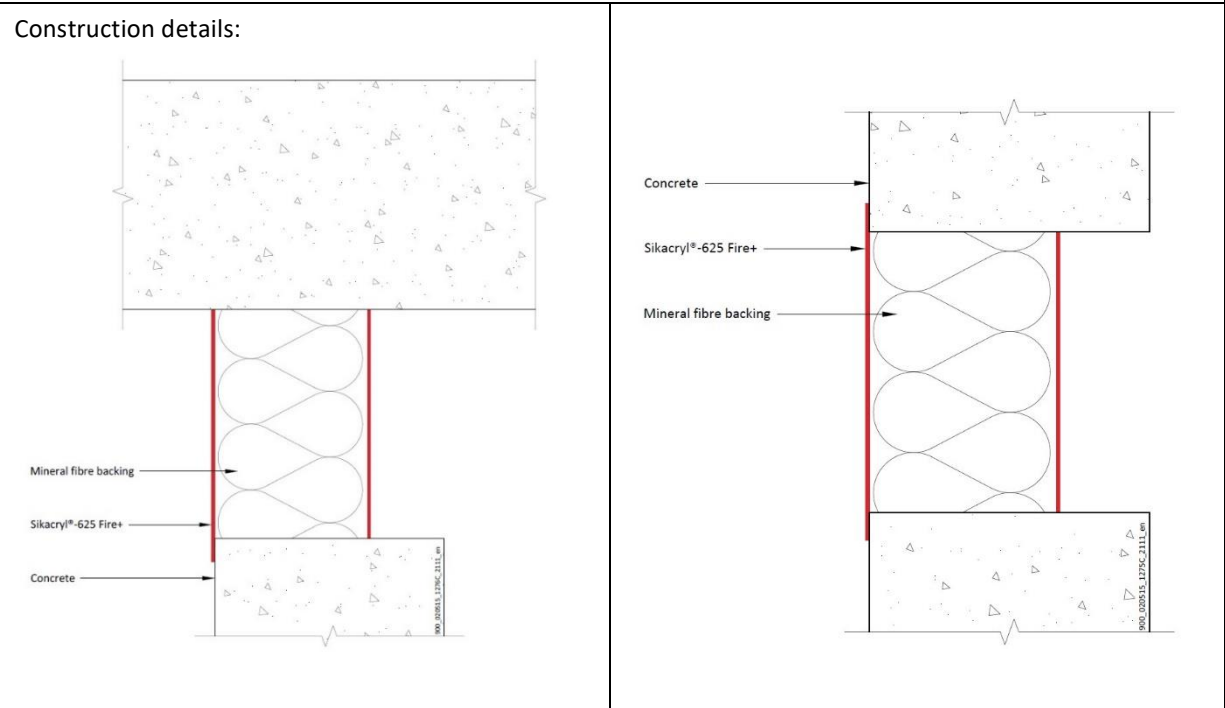 Construction details:
Mineral fibre backing
Sikacryl®-625 Fire+
Concrete
900_020515_1276C_2111_en
Concrete
Sikacryl®-625 Fire+
Mineral fibre backing
900_020515_1275C_2111_en